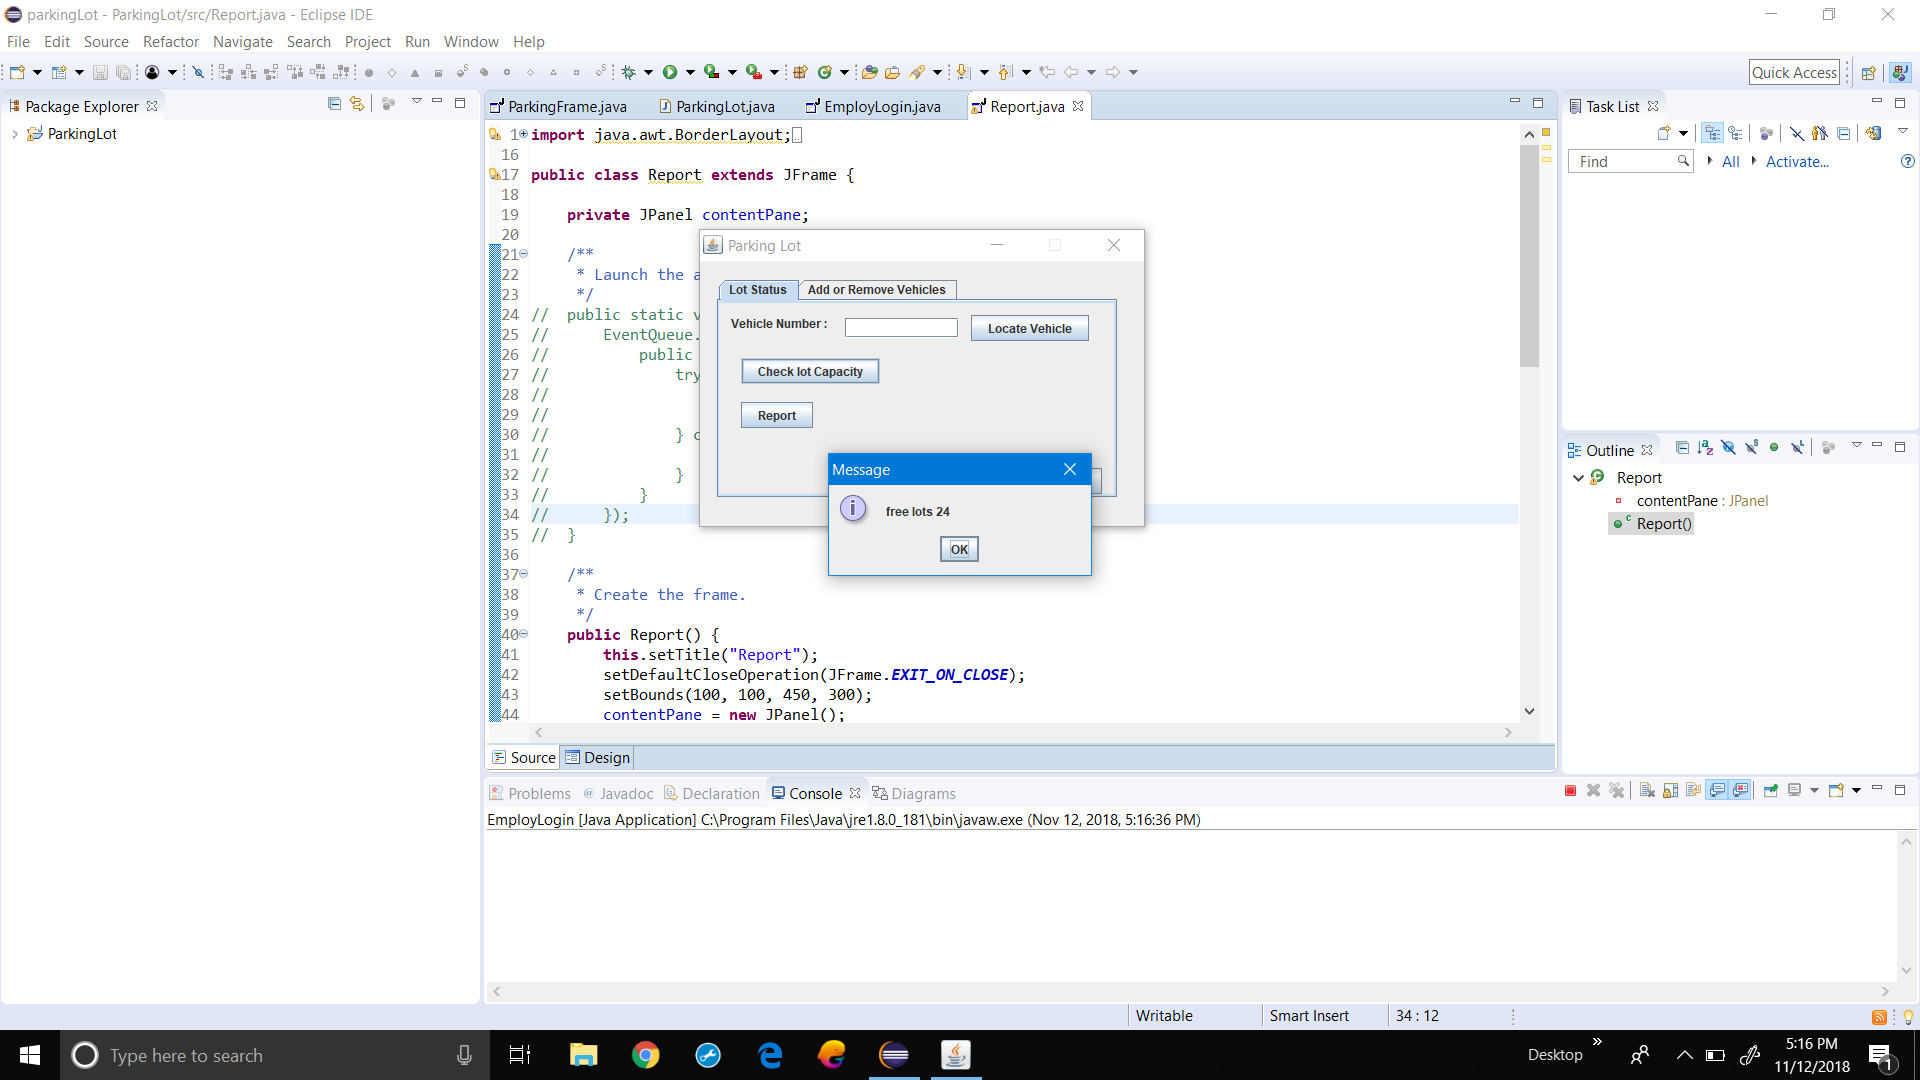 parkingLot - ParkingLot/src/Report.java - Eclipse IDE
File Edit Source Refactor Navigate Search Project Run Window Help
Quick Access
Package Explorer
ParkingLot
ParkingFrame.java ParkingLot.java EmployLogin.java Report.java
1 import java.awt.BorderLayout;
16
17 public class Report extends JFrame {
18
19 private JPanel contentPane;
20
21 /**
22 * Launch the a
23 */
24 // public static v
25 // EventQueue.
26 // public
27 // try
28 //
29 //
30 // } c
31 //
32 // }
33 // }
34 // });
35 // }
36
37 /**
38 * Create the frame.
39 */
40 public Report() {
41 this.setTitle("Report");
42 setDefaultCloseOperation(JFrame.EXIT_ON_CLOSE);
43 setBounds(100, 100, 450, 300);
44 contentPane = new JPanel();
Source Design
Parking Lot
Lot Status Add or Remove Vehicles
Vehicle Number : Locate Vehicle
Check lot Capacity
Report
Message
free lots 24
OK
Task List
Find All Activate...
Outline
Report
contentPane : JPanel
Report()
Problems Javadoc Declaration Console Diagrams
EmployLogin [Java Application] C:\Program Files\Java\jre1.8.0_181\bin\javaw.exe (Nov 12, 2018, 5:16:36 PM)
Writable Smart Insert 34 : 12
Type here to search
Desktop
5:16 PM
11/12/2018
1